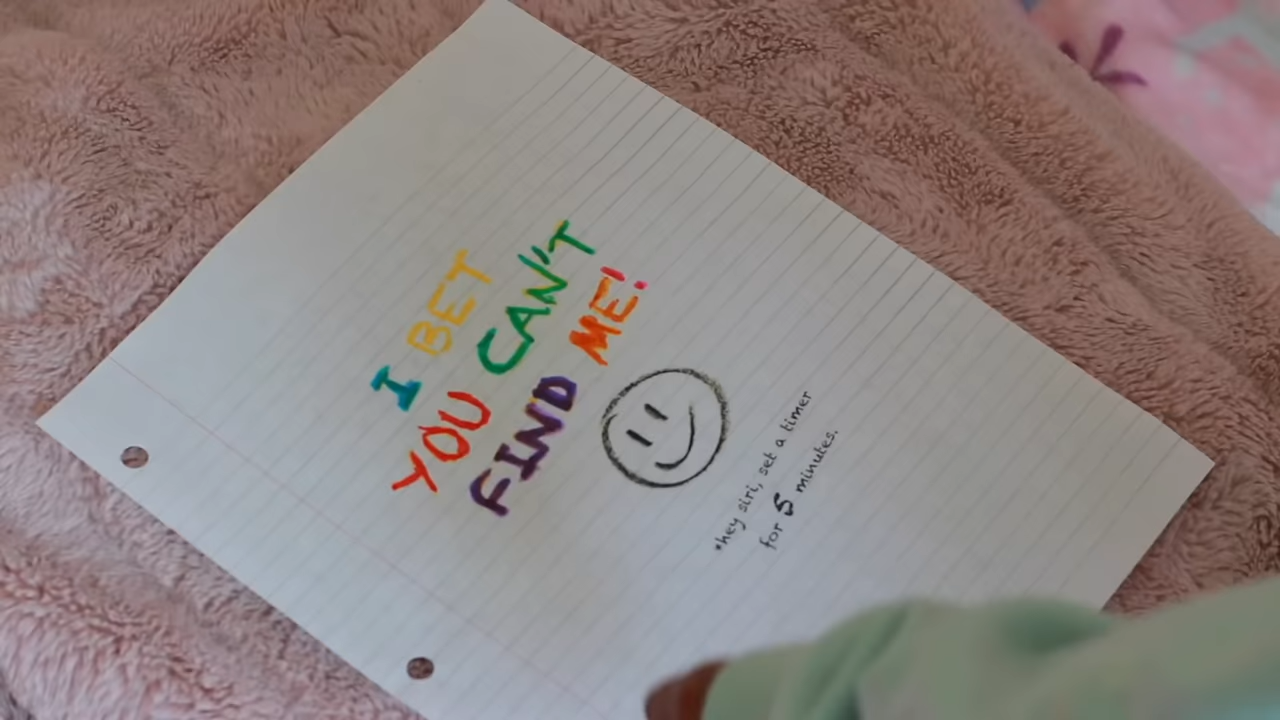 I BET
YOU CAN'T
FIND ME!
*hey siri, set a timer
for 5 minutes.